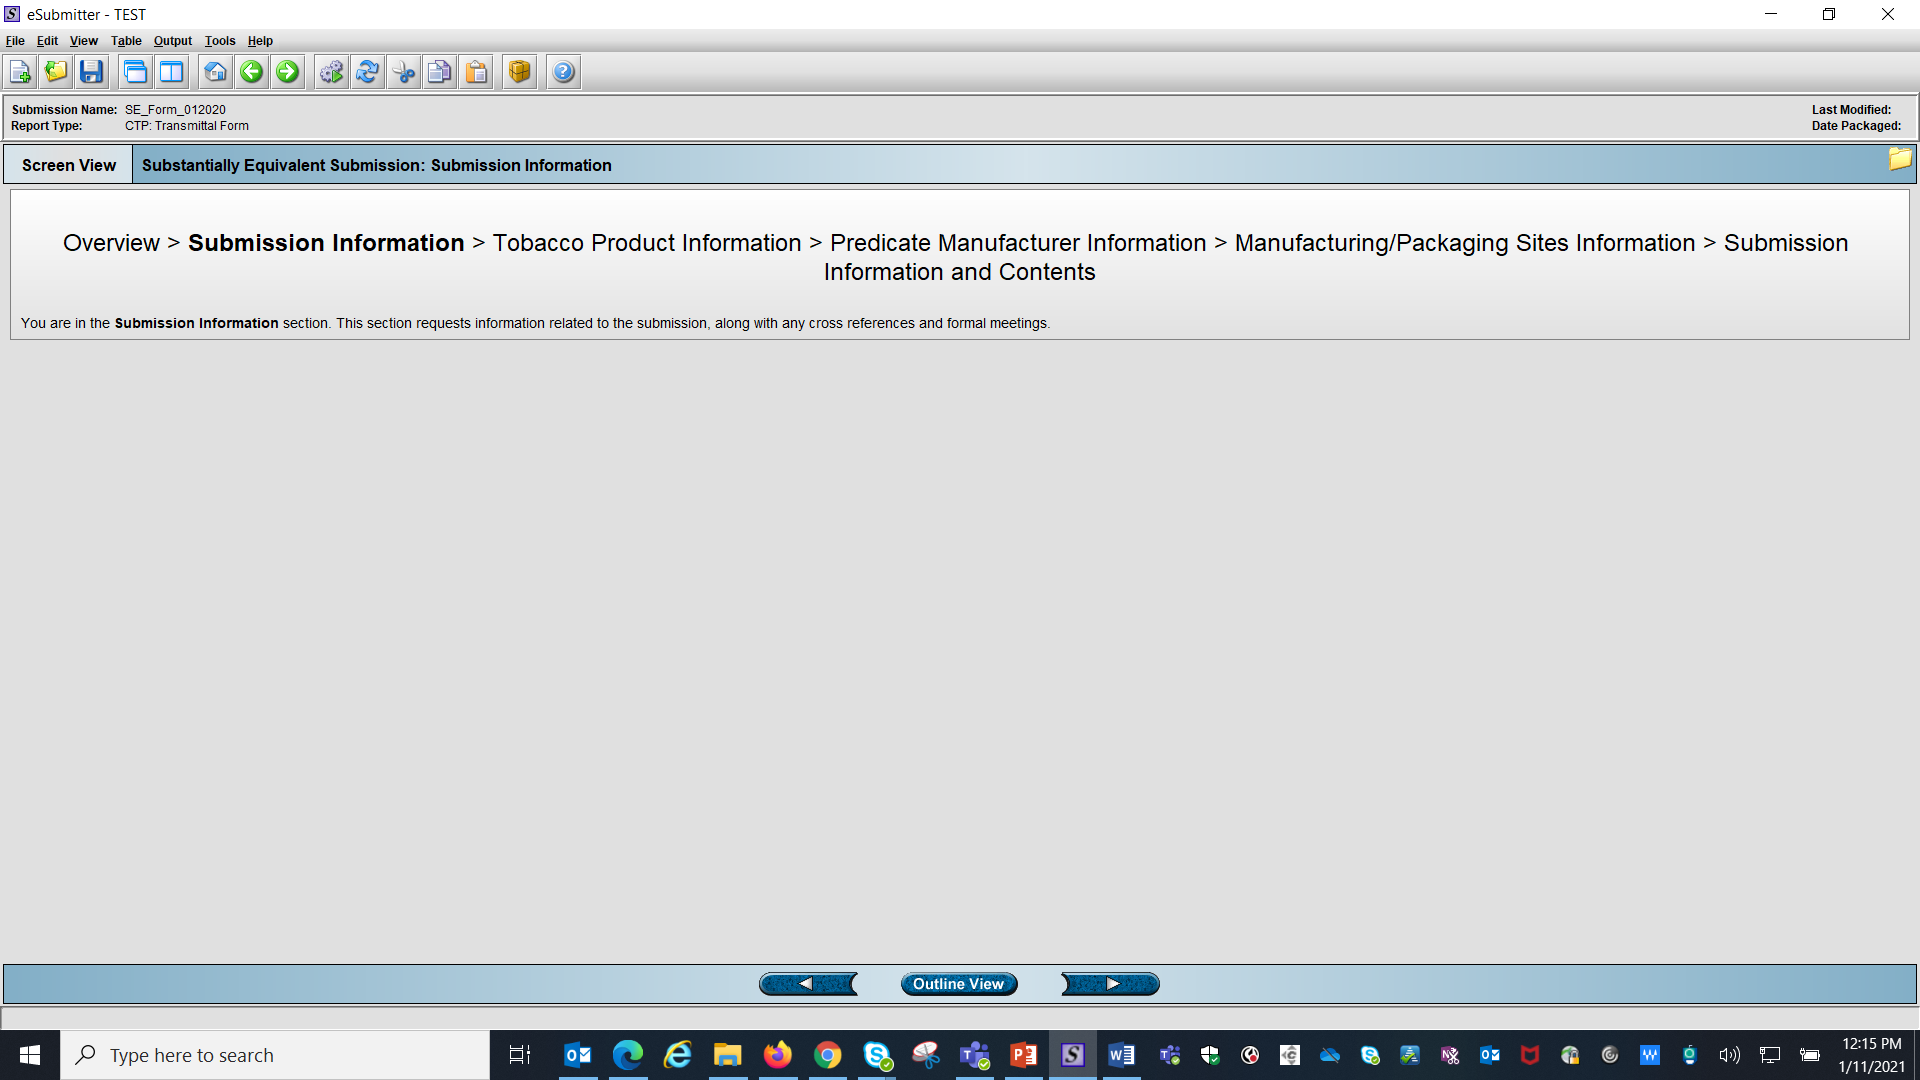 eSubmitter - TEST
File Edit View Table Output Tools Help
Submission Name: SE_Form_012020
Last Modified:
Report Type: CTP: Transmittal Form
Date Packaged:
Screen View
Substantially Equivalent Submission: Submission Information
Overview > Submission Information > Tobacco Product Information > Predicate Manufacturer Information > Manufacturing/Packaging Sites Information > Submission
Information and Contents
You are in the Submission Information section. This section requests information related to the submission, along with any cross references and formal meetings.
Outline View
Type here to search
12:15 PM
1/11/2021